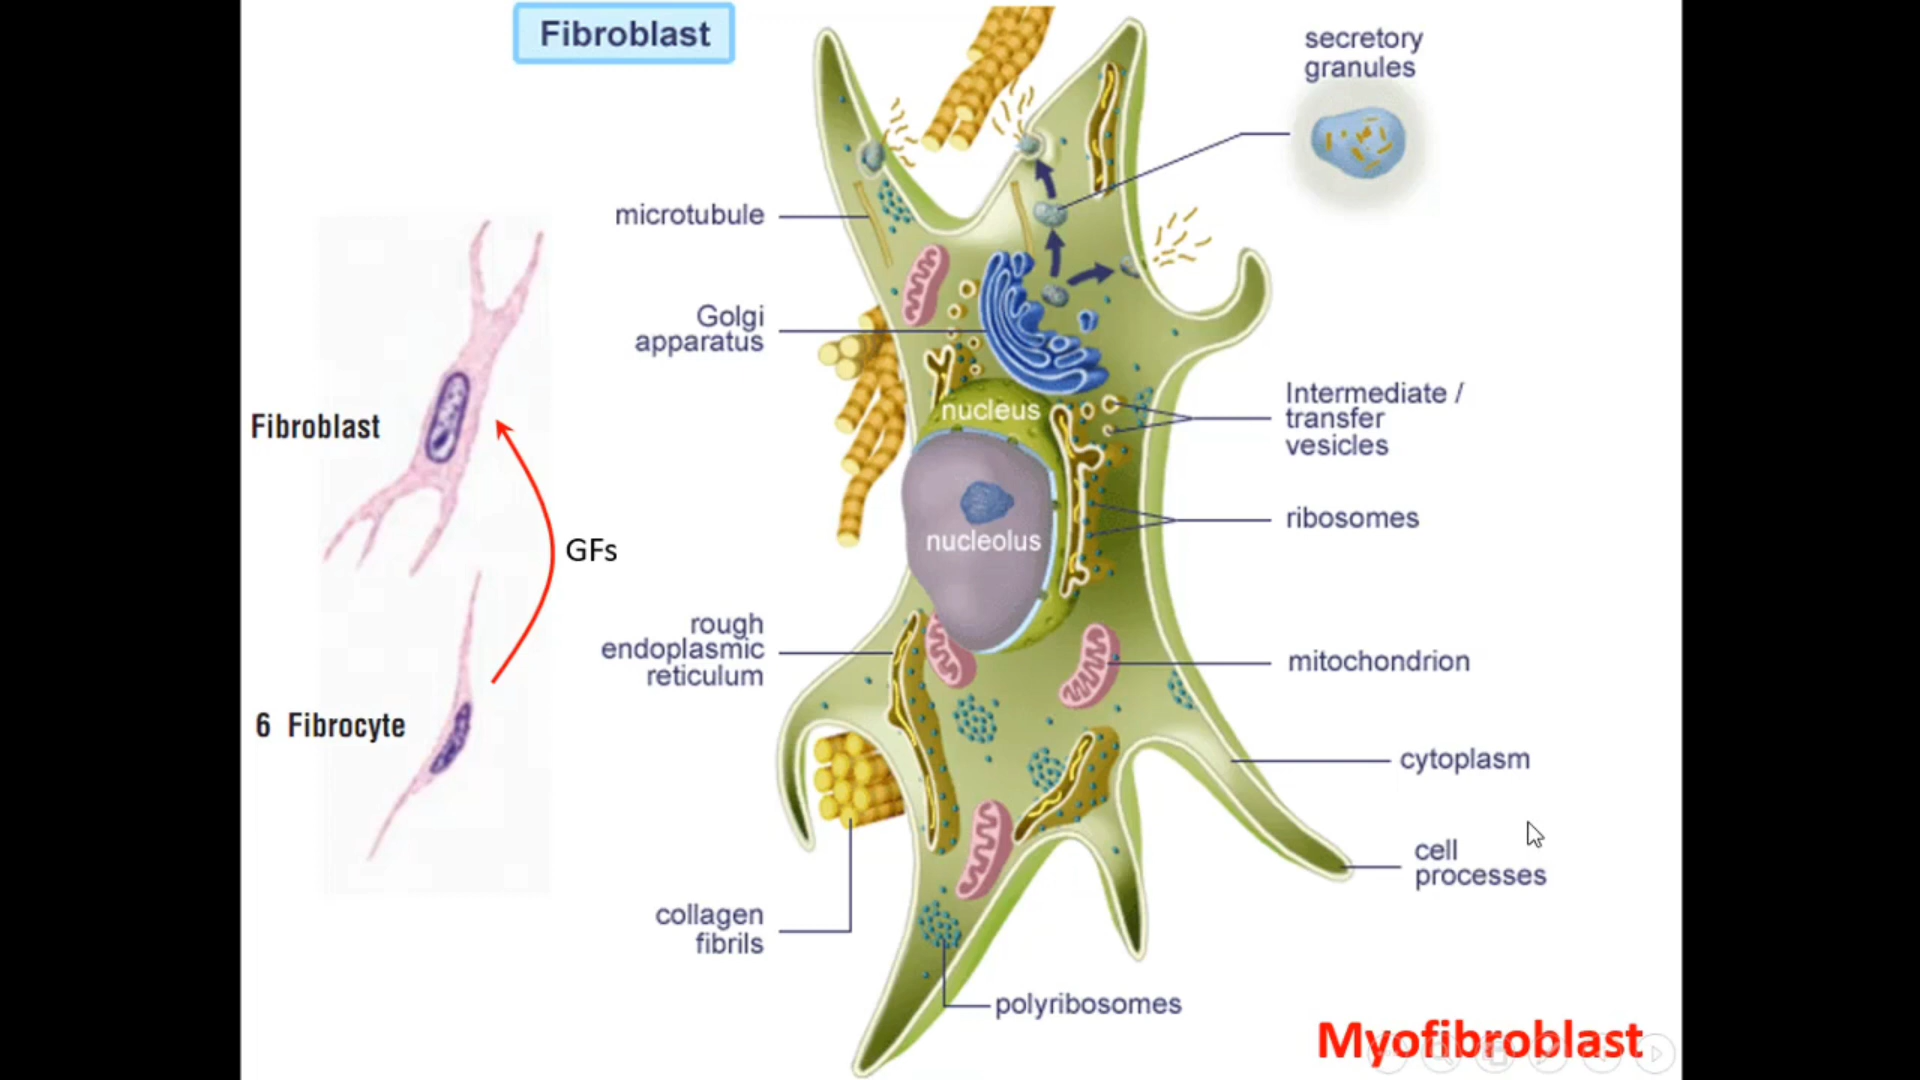 Fibroblast
secretory
granules
microtubule
Golgi
apparatus
nucleus
Intermediate /
transfer
vesicles
Fibroblast
ribosomes
nucleolus
GFs
rough
endoplasmic
reticulum
mitochondrion
6 Fibrocyte
cytoplasm
cell
processes
collagen
fibrils
polyribosomes
Myofibroblast